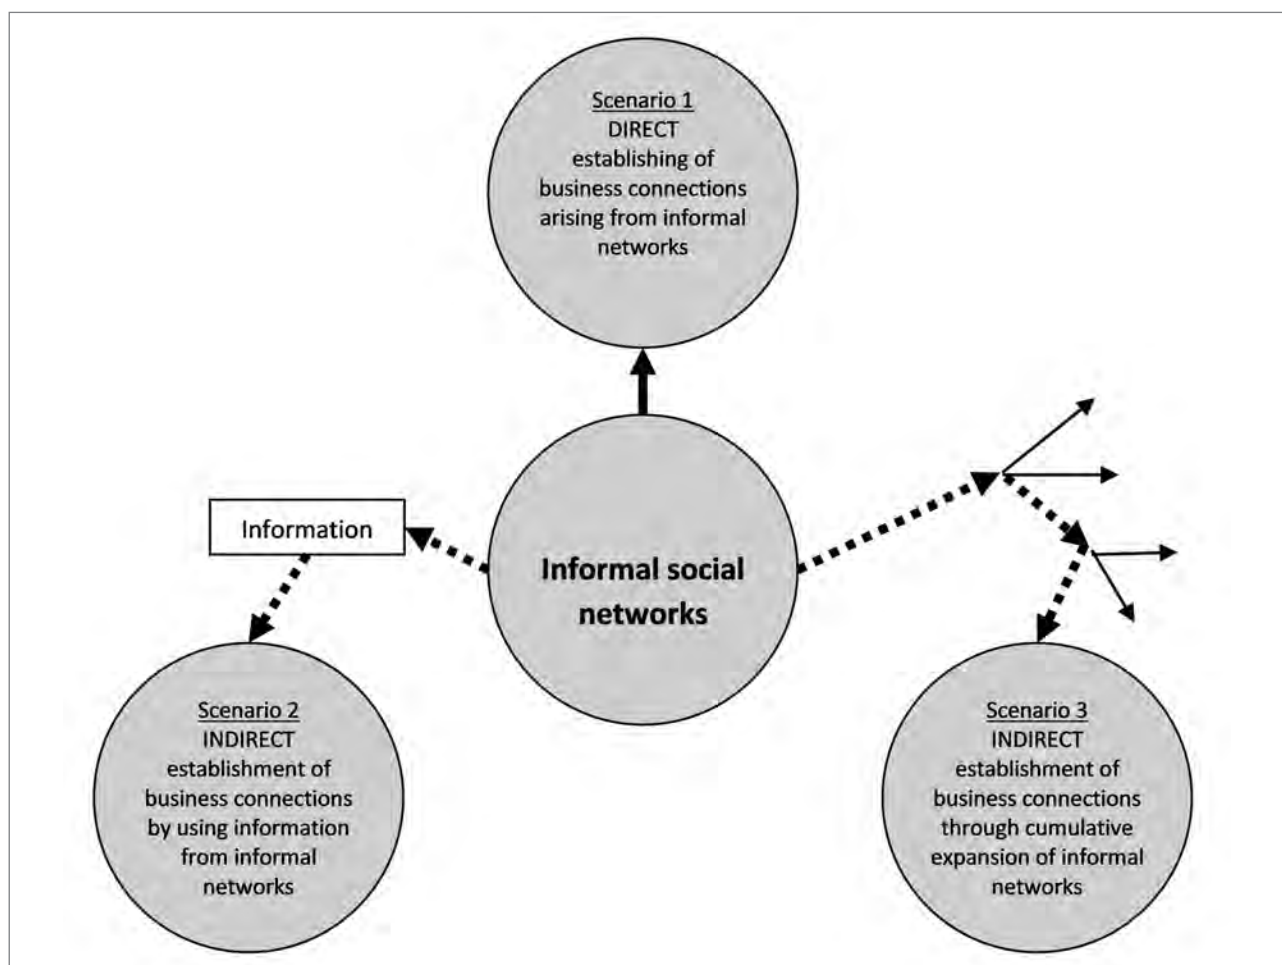 Scenario 1
DIRECT
establishing of
business connections
arising from informal
networks
Information
Informal social
networks
Scenario 2
INDIRECT
establishment of
business connections
by using information
from informal
networks
Scenario 3
INDIRECT
establishment of
business connections
through cumulative
expansion of informal
networks